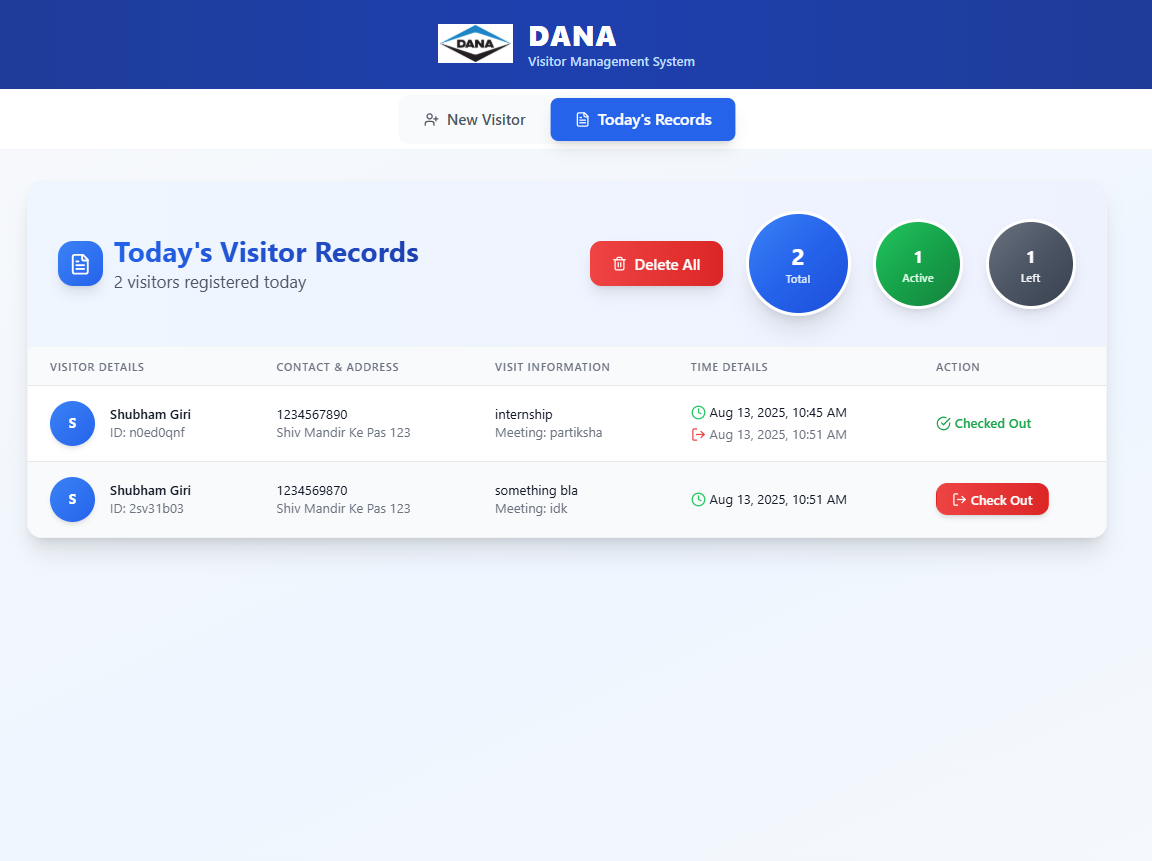 DANA
DANA
Visitor Management System
New Visitor
Today's Records
Today's Visitor Records
2 visitors registered today
Delete All
2
Total
1
Active
1
Left
VISITOR DETAILS CONTACT & ADDRESS VISIT INFORMATION TIME DETAILS ACTION
S
Shubham Giri
ID: n0ed0qnf
1234567890
Shiv Mandir Ke Pas 123
internship
Meeting: partiksha
Aug 13, 2025, 10:45 AM
Aug 13, 2025, 10:51 AM
Checked Out
S
Shubham Giri
ID: 2sv31b03
1234569870
Shiv Mandir Ke Pas 123
something bla
Meeting: idk
Aug 13, 2025, 10:51 AM
Check Out